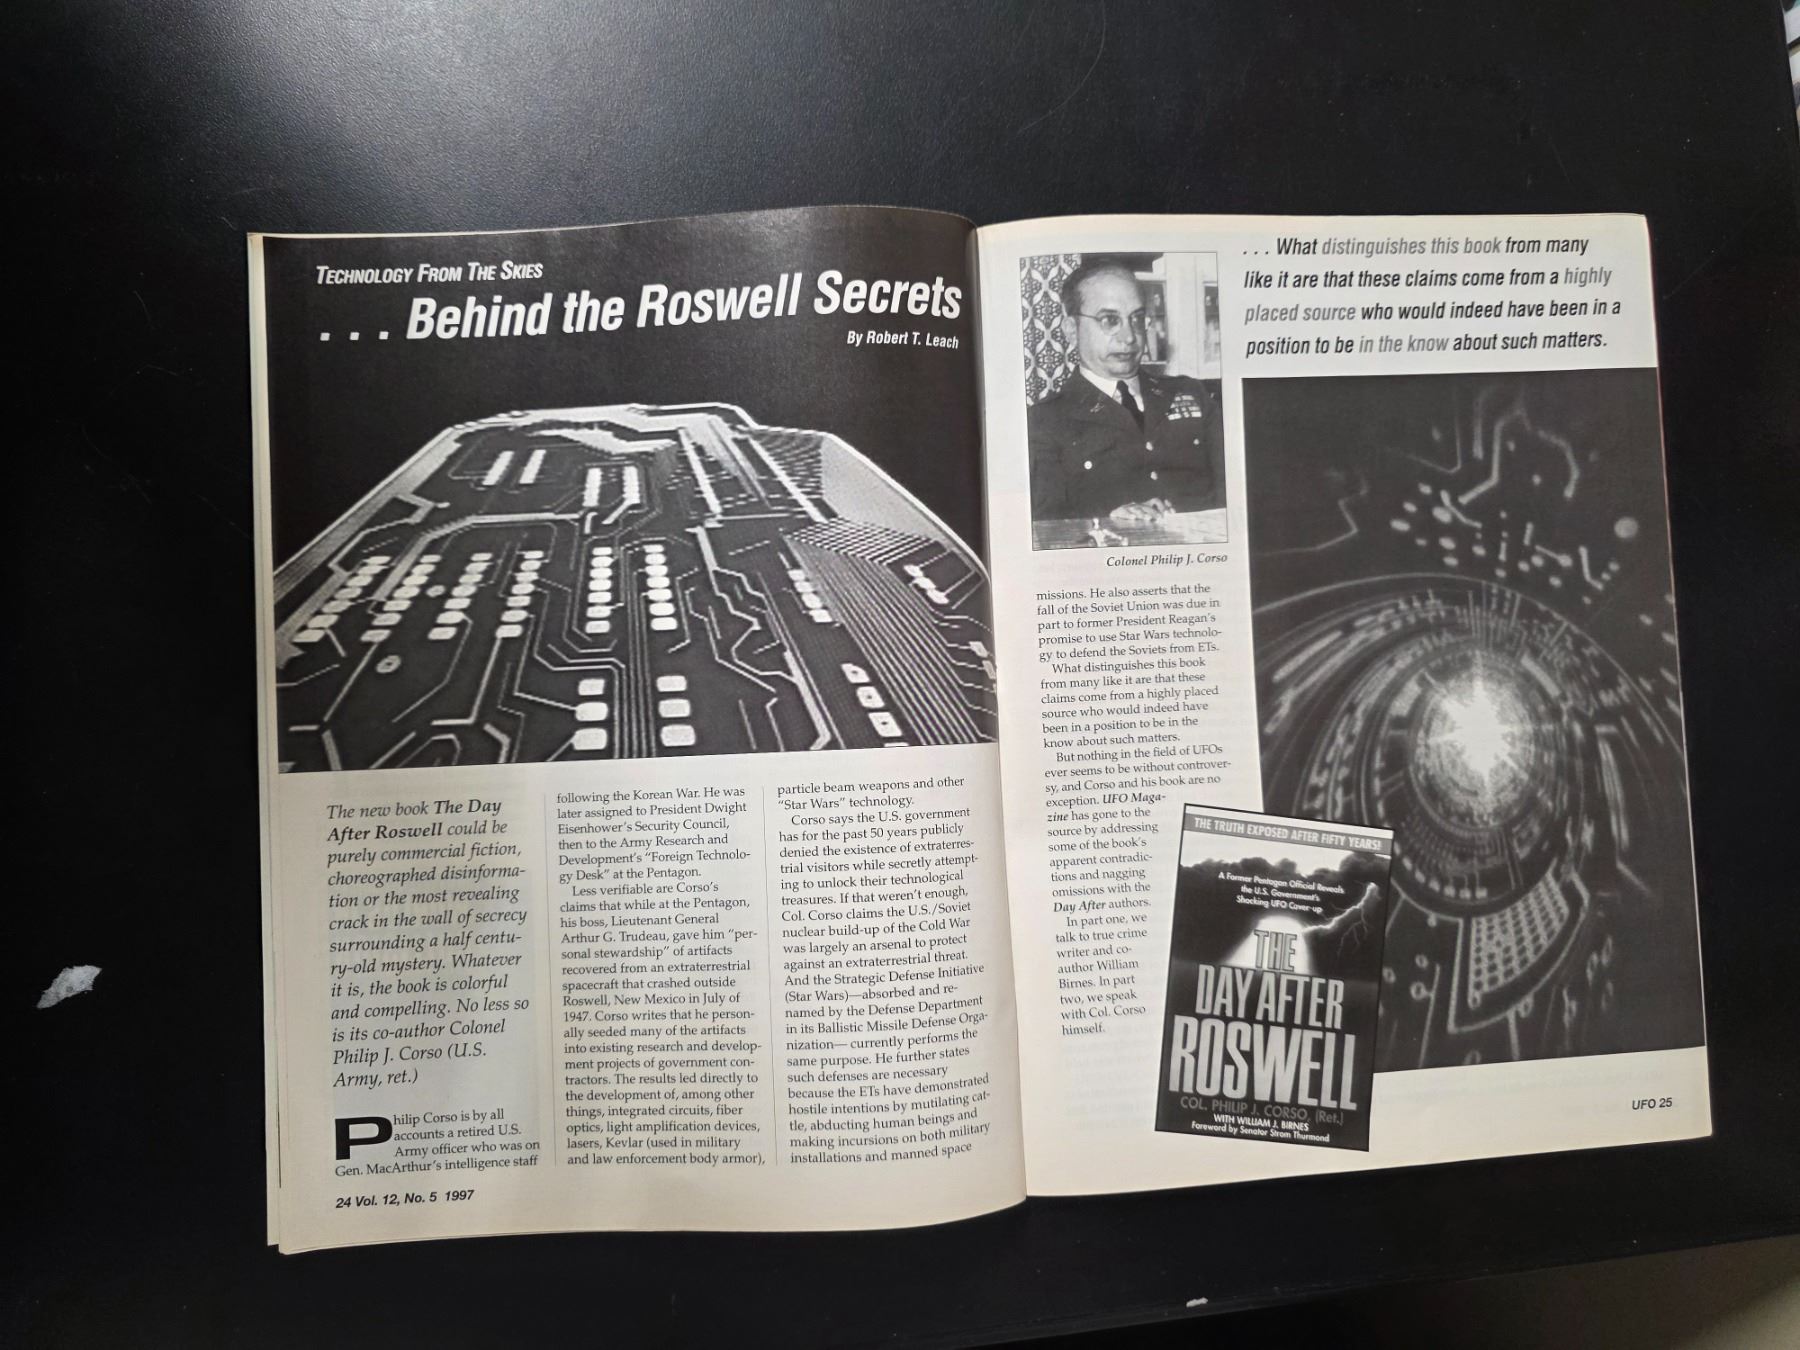 TECHNOLOGY FROM THE SKIES
. . . Behind the Roswell Secrets
By Robert T. Leach
The new book The Day
After Roswell could be
purely commercial fiction,
choreographed disinforma-
tion or the most revealing
crack in the wall of secrecy
surrounding a half centu-
ry-old mystery. Whatever
it is, the book is colorful
and compelling. No less so
is its co-author Colonel
Philip J. Corso (U.S.
Army, ret.)
Philip Corso is by all
accounts a retired U.S.
Army officer who was on
Gen. MacArthur's intelligence staff
24 Vol. 12, No. 5 1997
following the Korean War. He was
later assigned to President Dwight
Eisenhower's Security Council,
then to the Army Research and
Development's "Foreign Technolo-
gy Desk" at the Pentagon.
Less verifiable are Corso's
claims that while at the Pentagon,
his boss, Lieutenant General
Arthur G. Trudeau, gave him "per-
sonal stewardship" of artifacts
recovered from an extraterrestrial
spacecraft that crashed outside
Roswell, New Mexico in July of
1947. Corso writes that he person-
ally seeded many of the artifacts
into existing research and develop-
ment projects of government con-
tractors. The results led directly to
the development of, among other
things, integrated circuits, fiber
optics, light amplification devices,
lasers, Kevlar (used in military
and law enforcement body armor),
particle beam weapons and other
"Star Wars" technology.
Corso says the U.S. government
has for the past 50 years publicly
denied the existence of extraterres-
trial visitors while secretly attempt-
ing to unlock their technological
treasures. If that weren't enough,
Col. Corso claims the U.S./Soviet
nuclear build-up of the Cold War
was largely an arsenal to protect
against an extraterrestrial threat.
And the Strategic Defense Initiative
(Star Wars)—absorbed and re-
named by the Defense Department
in its Ballistic Missile Defense Orga-
nization— currently performs the
same purpose. He further states
such defenses are necessary
because the ETs have demonstrated
hostile intentions by mutilating cat-
tle, abducting human beings and
making incursions on both military
installations and manned space
Colonel Philip J. Corso
missions. He also asserts that the
fall of the Soviet Union was due in
part to former President Reagan's
promise to use Star Wars technolo-
gy to defend the Soviets from ETs.
What distinguishes this book
from many like it are that these
claims come from a highly placed
source who would indeed have
been in a position to be in the
know about such matters.
But nothing in the field of UFOs
ever seems to be without controver-
sy, and Corso and his book are no
exception. UFO Maga-
zine has gone to the
source by addressing
some of the book's
apparent contradic-
tions and nagging
omissions with the
Day After authors.
In part one, we
talk to true crime
writer and co-
author William
Birnes. In part
two, we speak
with Col. Corso
himself.
. . . What distinguishes this book from many
like it are that these claims come from a highly
placed source who would indeed have been in a
position to be in the know about such matters.
THE TRUTH EXPOSED AFTER FIFTY YEARS!
A Former Pentagon Official Reveals
the U.S. Government's
Shocking UFO Cover-up
THE
DAY AFTER
ROSWELL
COL. PHILIP J. CORSO, (Ret.)
WITH WILLIAM J. BIRNES
Foreword by Senator Strom Thurmond
UFO 25